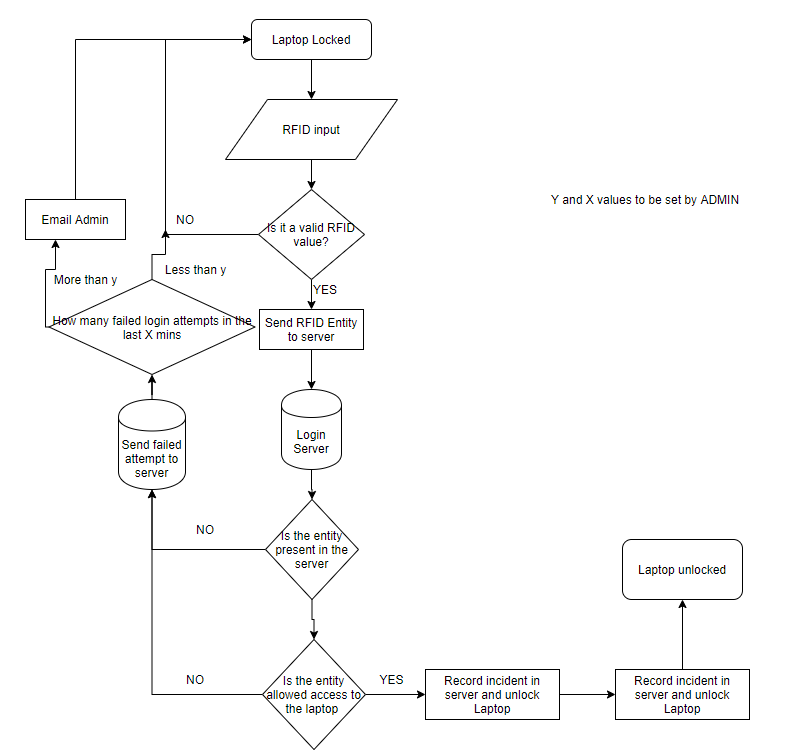 Laptop Locked
RFID input
Email Admin
Y and X values to be set by ADMIN
NO
Is it a valid RFID
value?
Less than y
More than y
YES
How many failed login attempts in the
last X mins
Send RFID Entity
to server
Login
Server
Send failed
attempt to
server
NO
Is the entity
present in the
server
Laptop unlocked
NO
Is the entity
allowed access to
the laptop
YES
Record incident in
server and unlock
Laptop
Record incident in
server and unlock
Laptop